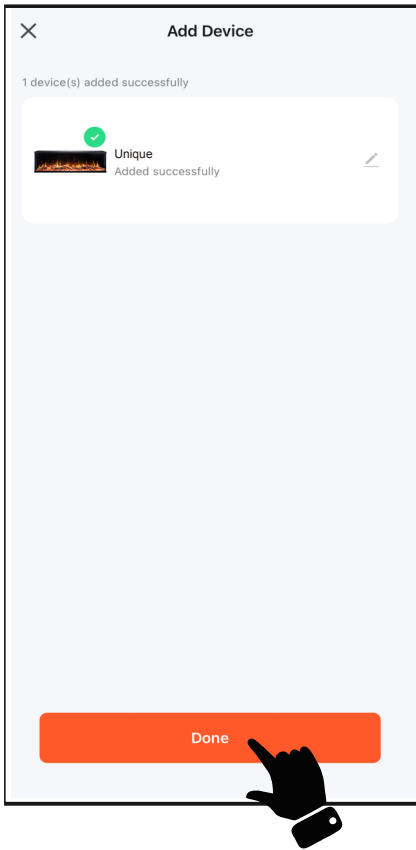 Add Device
1 device(s) added successfully
Unique
Added successfully
Done